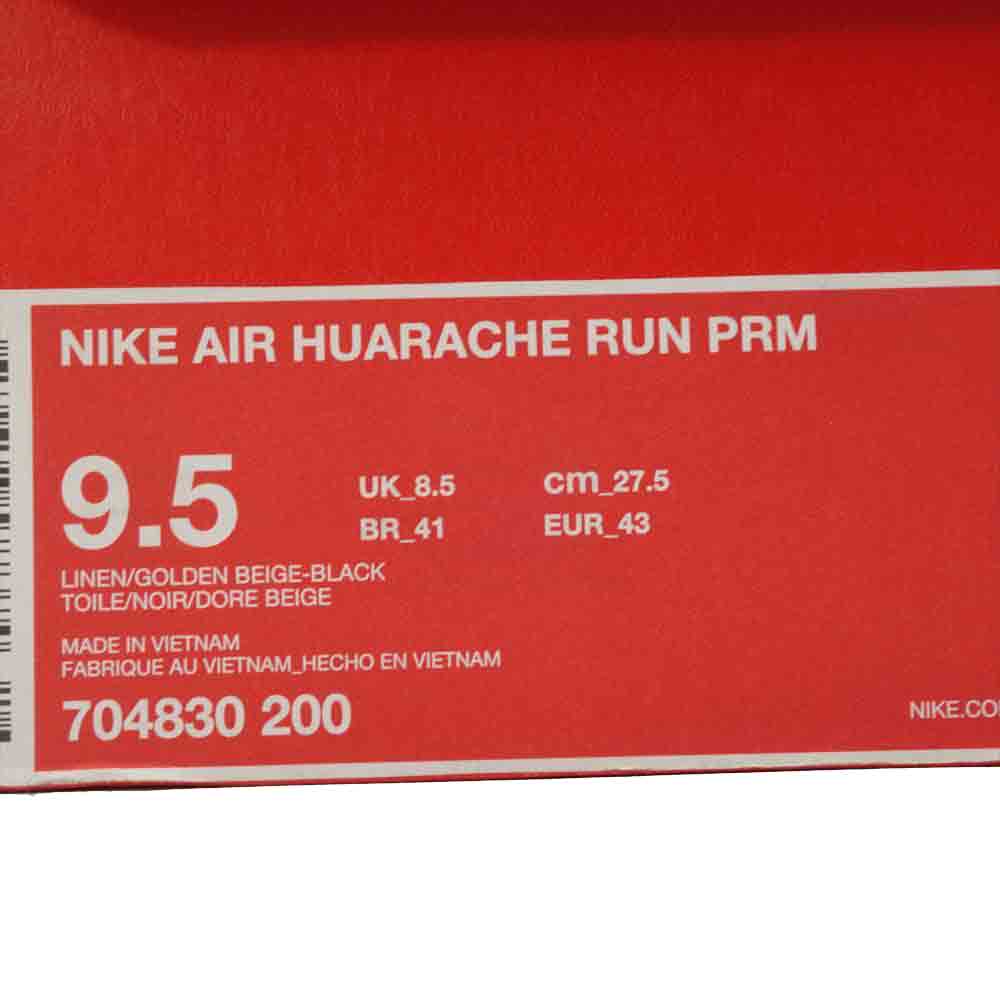 NIKE AIR HUARACHE RUN PRM
9.5
UK_8.5 cm_27.5
BR_41 EUR_43
LINEN/GOLDEN BEIGE-BLACK
TOILE/NOIR/DORE BEIGE
MADE IN VIETNAM
FABRIQUE AU VIETNAM_HECHO EN VIETNAM
704830 200
NIKE.CO